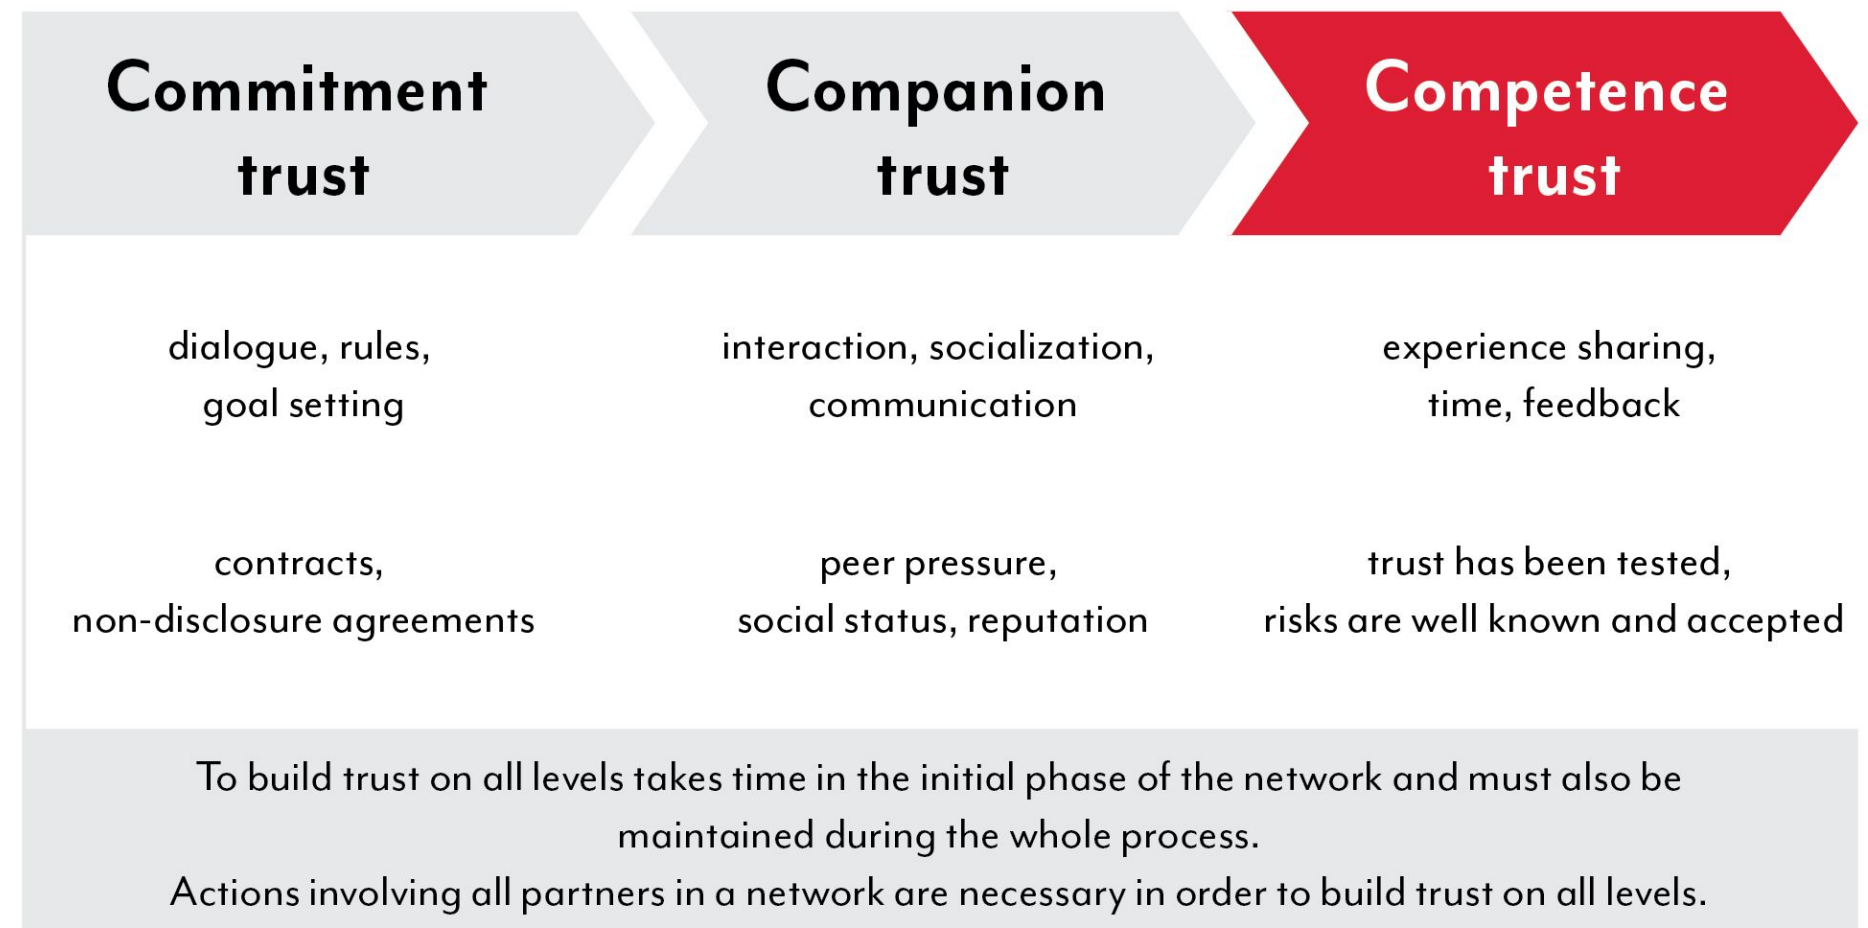 Commitment
trust
Companion
trust
Competence
trust
dialogue, rules,
goal setting
interaction, socialization,
communication
experience sharing,
time, feedback
contracts,
non-disclosure agreements
peer pressure,
social status, reputation
trust has been tested,
risks are well known and accepted
To build trust on all levels takes time in the initial phase of the network and must also be
maintained during the whole process.
Actions involving all partners in a network are necessary in order to build trust on all levels.